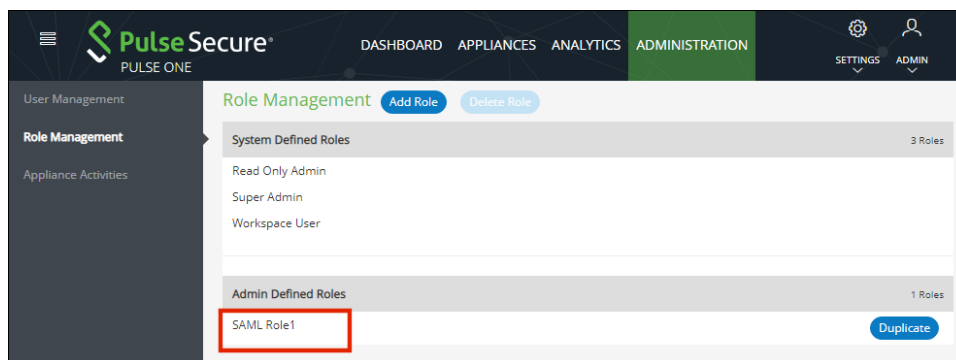 Pulse Secure®
PULSE ONE
DASHBOARD APPLIANCES ANALYTICS ADMINISTRATION
SETTINGS ADMIN
User Management
Role Management
Appliance Activities
Role Management Add Role Delete Role
System Defined Roles 3 Roles
Read Only Admin
Super Admin
Workspace User
Admin Defined Roles 1 Roles
SAML Role1 Duplicate